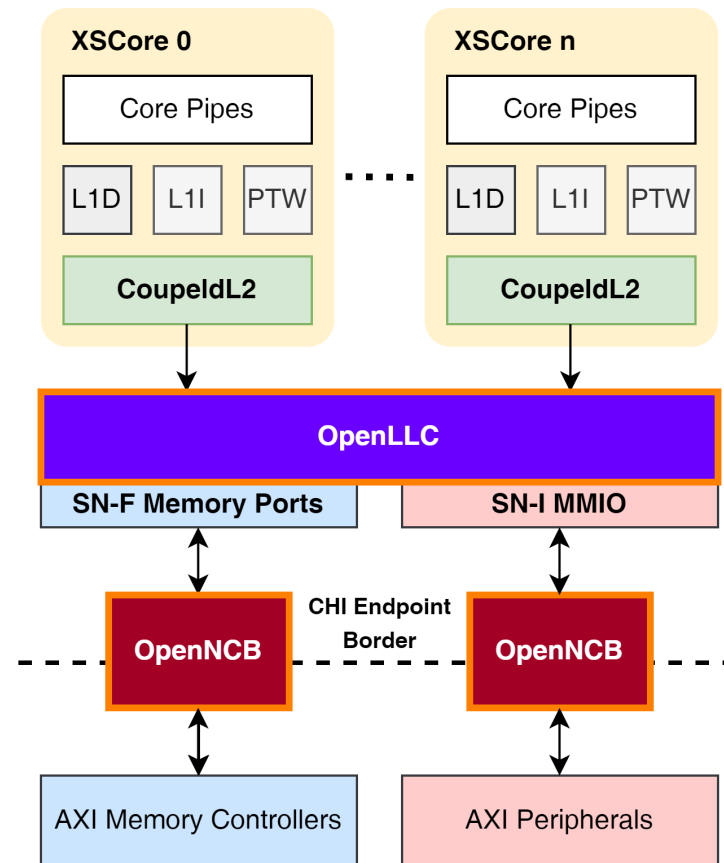 XSCore 0
XSCore n
Core Pipes
Core Pipes
L1D
L1I
PTW
L1D
L1I
PTW
CoupeldL2
CoupeldL2
OpenLLC
SN-F Memory Ports
SN-I MMIO
CHI Endpoint
Border
OpenNCB
OpenNCB
AXI Memory Controllers
AXI Peripherals